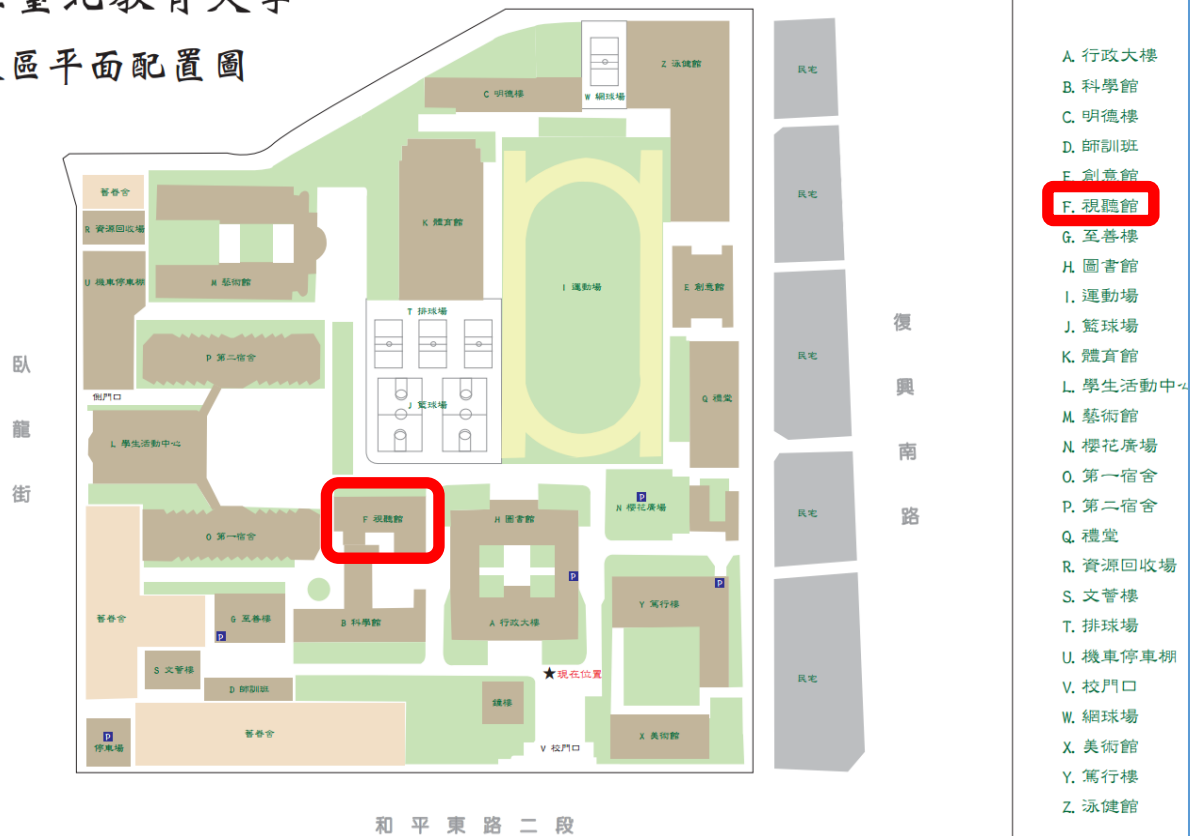 臺北教育大學
區平面配置圖
Z 泳健館
民宅
C 明德樓
W 網球場
舊眷舍
民宅
R 資源回收場
K 體育館
U 機車停車棚
M 藝術館
I 運動場
E 創意館
T 排球場
復興南路
臥龍街
P 第二宿舍
民宅
側門口
J 籃球場
Q 禮堂
L 學生活動中心
P
N 櫻花廣場
F 視聽館
H 圖書館
民宅
O 第一宿舍
P
P
舊眷舍
G 至善樓
P
B 科學館
A 行政大樓
Y 篤行樓
★現在位置
S 文薈樓
D 師訓班
民宅
鐘樓
P
停車場
舊眷舍
V 校門口
X 美術館
和平東路二段
A. 行政大樓
B. 科學館
C. 明德樓
D. 師訓班
E. 創意館
F. 視聽館
G. 至善樓
H. 圖書館
I. 運動場
J. 籃球場
K. 體育館
L. 學生活動中心
M. 藝術館
N. 櫻花廣場
O. 第一宿舍
P. 第二宿舍
Q. 禮堂
R. 資源回收場
S. 文薈樓
T. 排球場
U. 機車停車棚
V. 校門口
W. 網球場
X. 美術館
Y. 篤行樓
Z. 泳健館